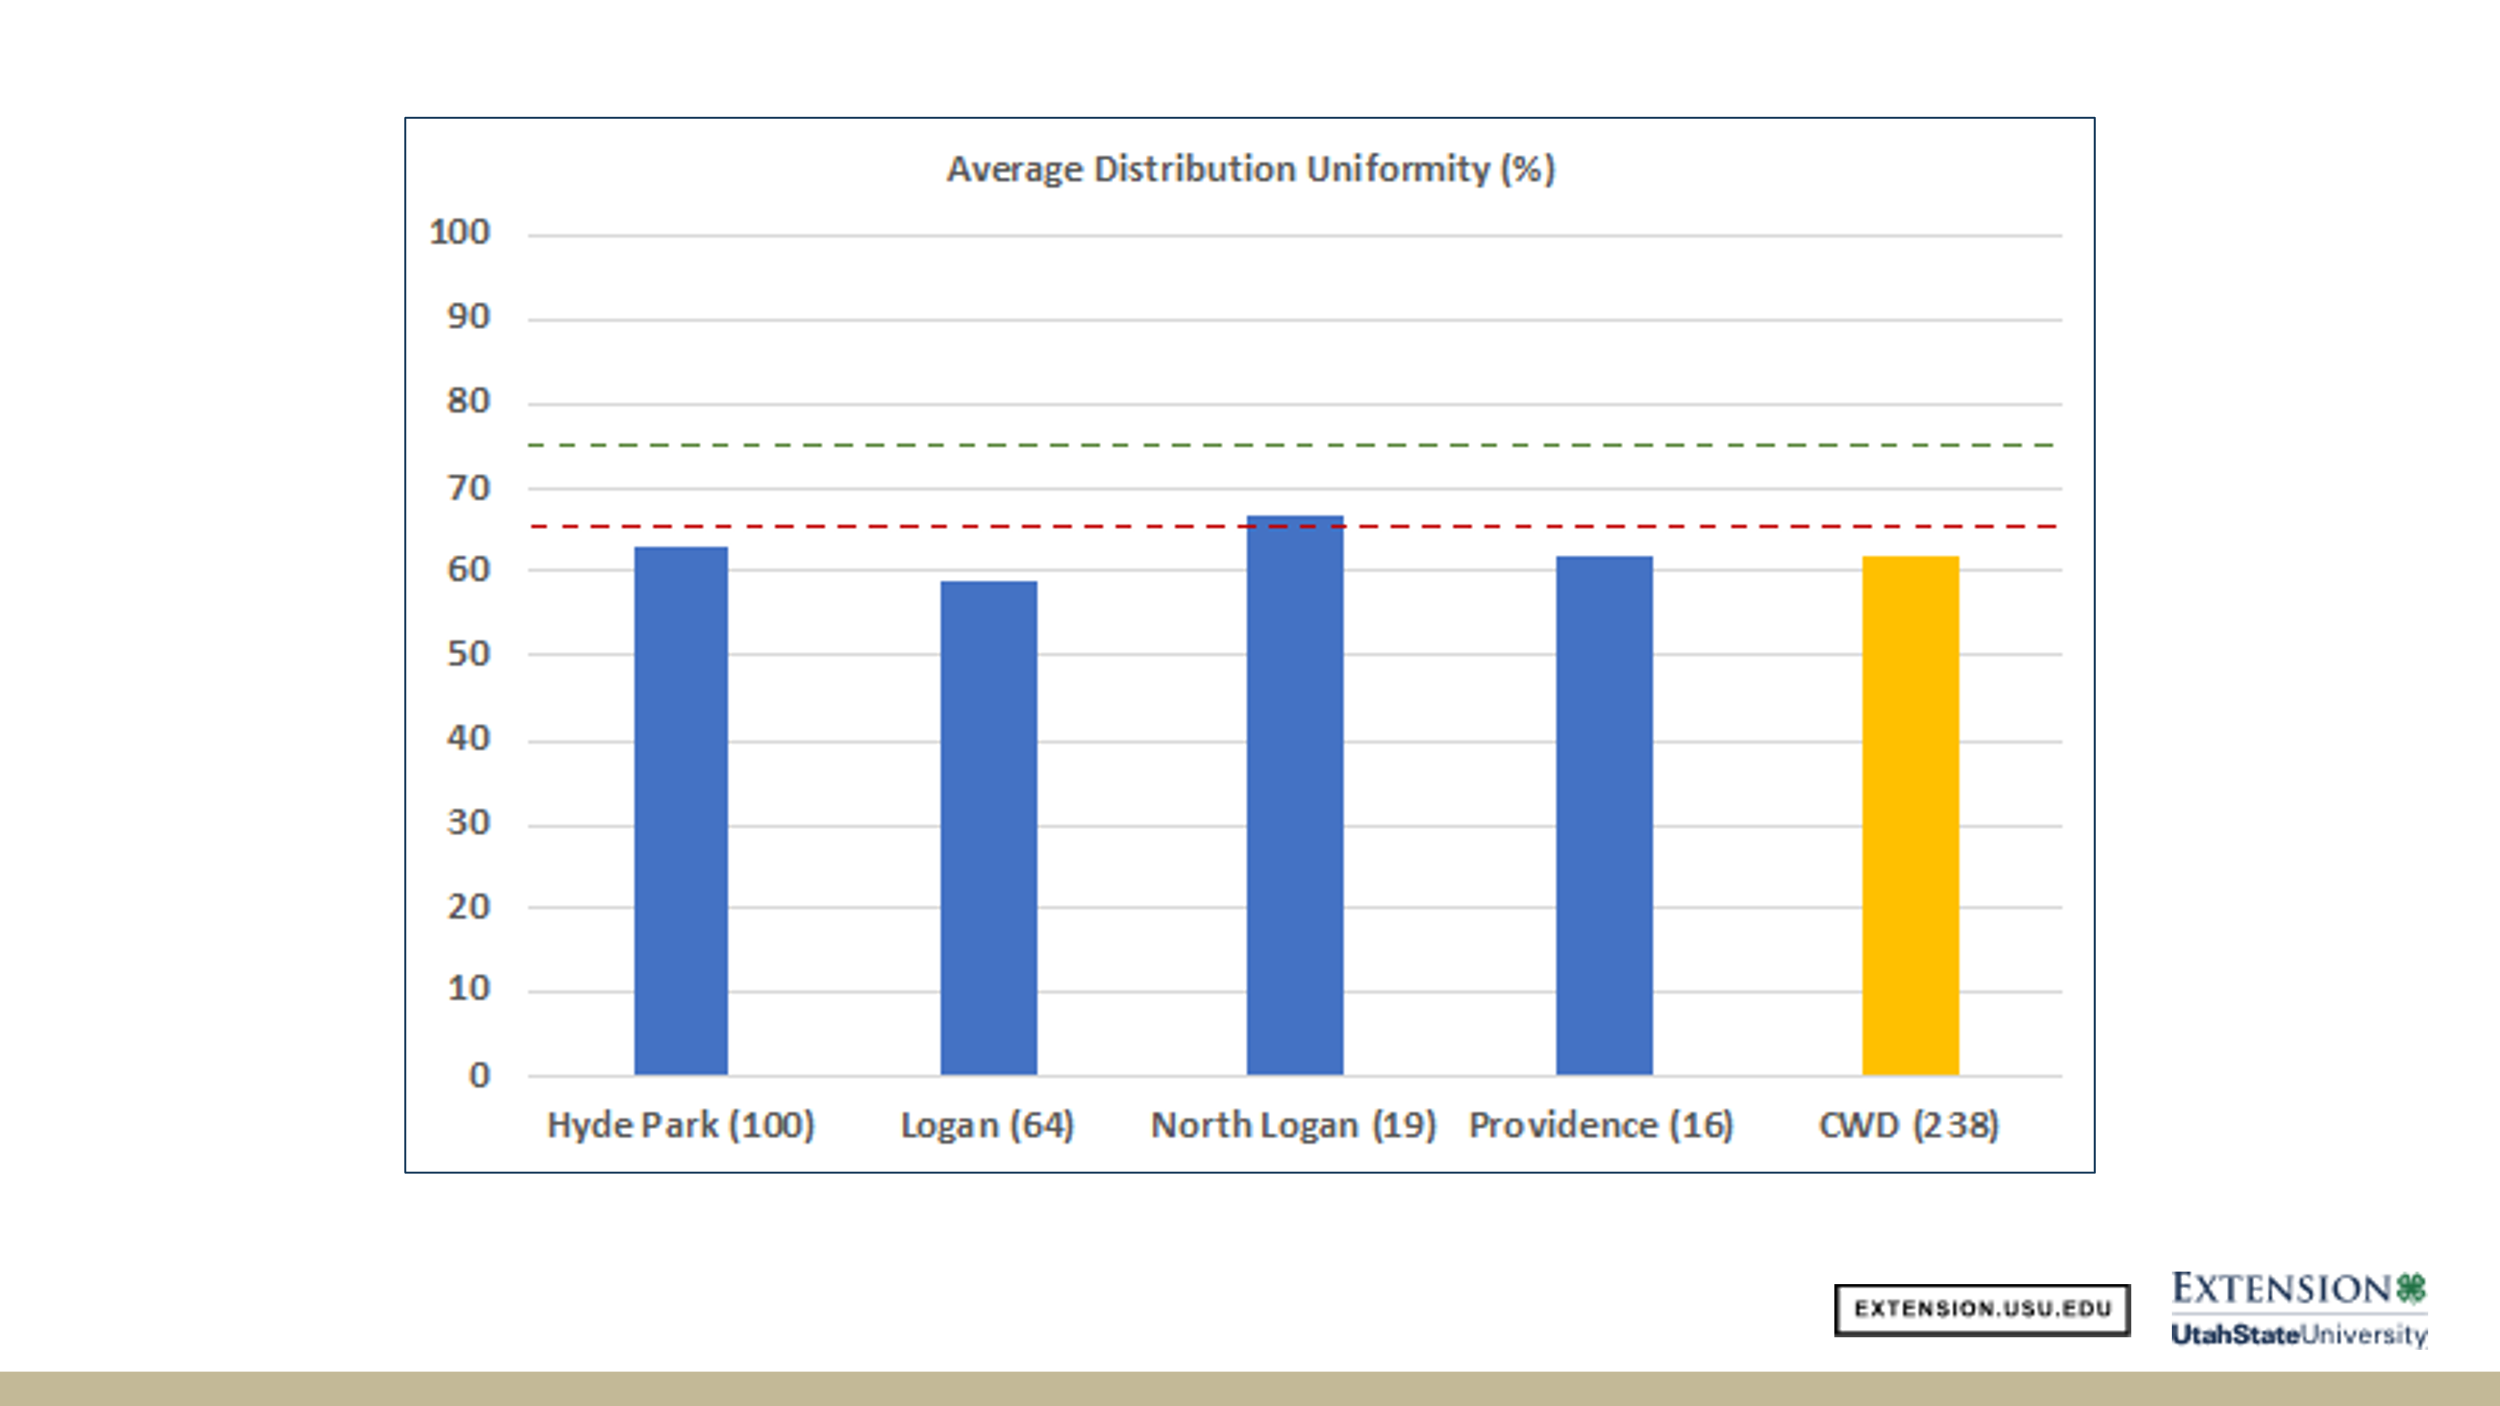 Average Distribution Uniformity (%)
100
90
80
70
60
50
40
30
20
10
0
Hyde Park (100) Logan (64) North Logan (19) Providence (16) CWD (238)
EXTENSION.USU.EDU
EXTENSION
UtahStateUniversity